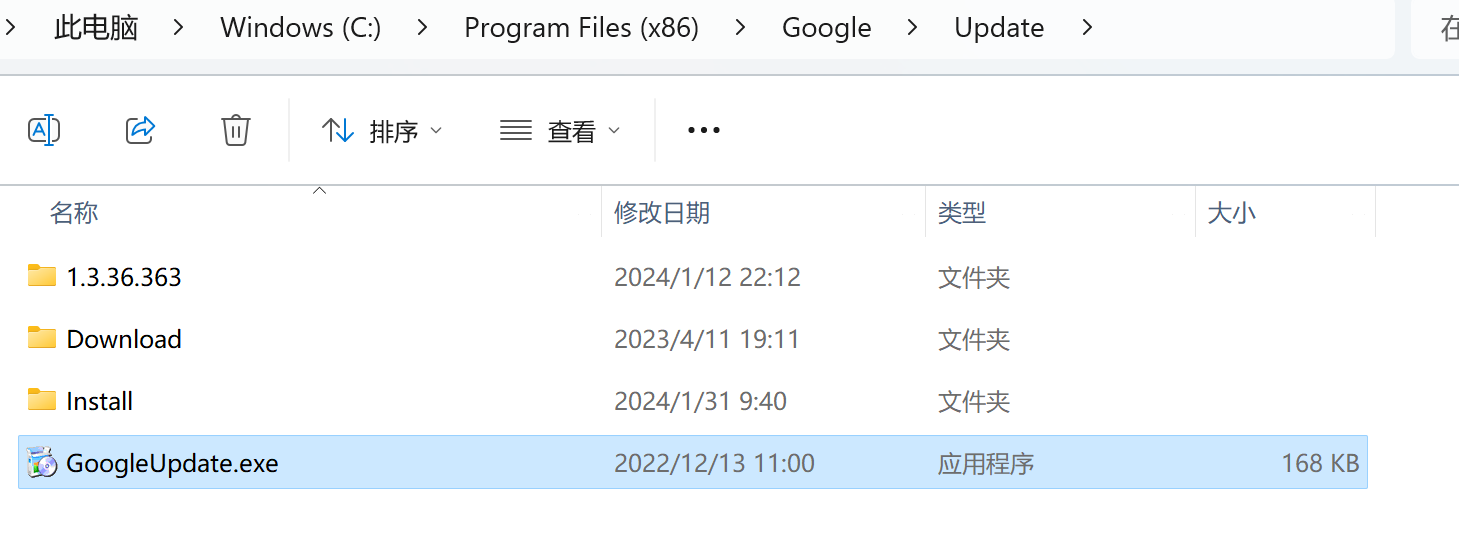 此电脑 Windows (C:) Program Files (x86) Google Update 在
排序 查看
名称 修改日期 类型 大小
1.3.36.363 2024/1/12 22:12 文件夹
Download 2023/4/11 19:11 文件夹
Install 2024/1/31 9:40 文件夹
GoogleUpdate.exe 2022/12/13 11:00 应用程序 168 KB